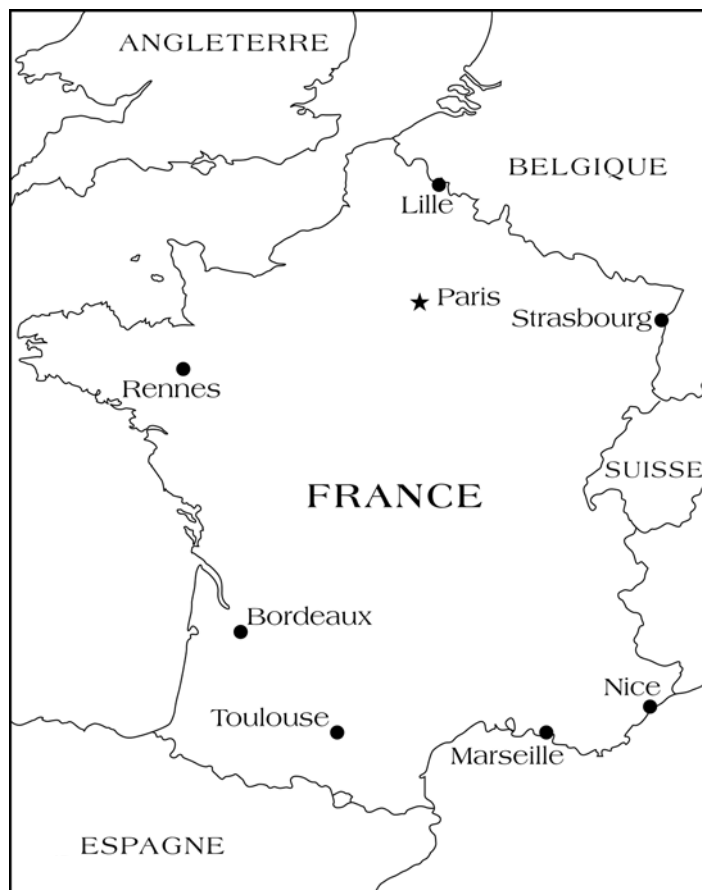 ANGLETERRE
BELGIQUE
Lille
Paris
Strasbourg
Rennes
SUISSE
FRANCE
Bordeaux
Nice
Toulouse
Marseille
ESPAGNE